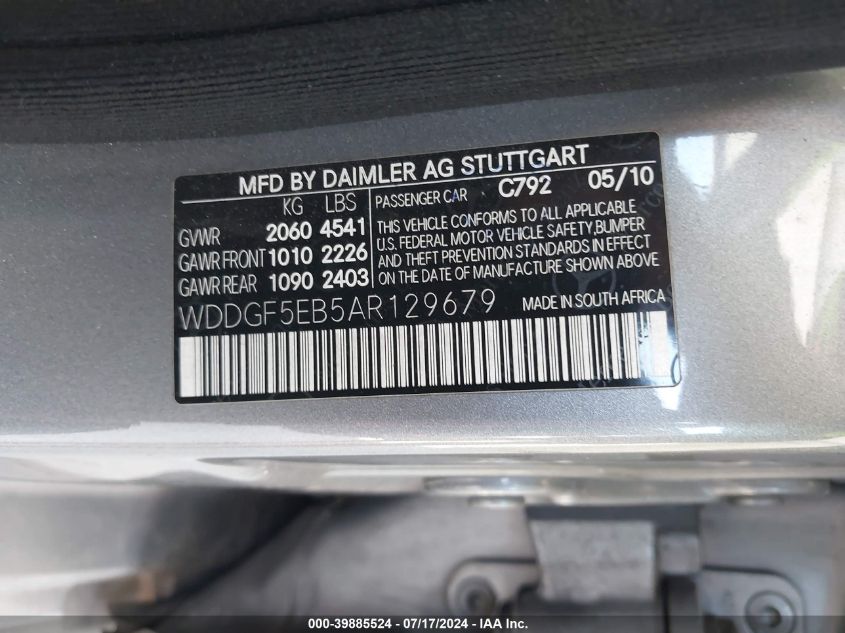 MFD BY DAIMLER AG STUTTGART
KG LBS
PASSENGER CAR C792 05/10
GVWR 2060 4541
GAWR FRONT 1010 2226
GAWR REAR 1090 2403
THIS VEHICLE CONFORMS TO ALL APPLICABLE
U.S. FEDERAL MOTOR VEHICLE SAFETY, BUMPER
AND THEFT PREVENTION STANDARDS IN EFFECT
ON THE DATE OF MANUFACTURE SHOWN ABOVE
WDDGF5EB5AR129679 MADE IN SOUTH AFRICA
000-39885524 - 07/17/2024 - IAA Inc.